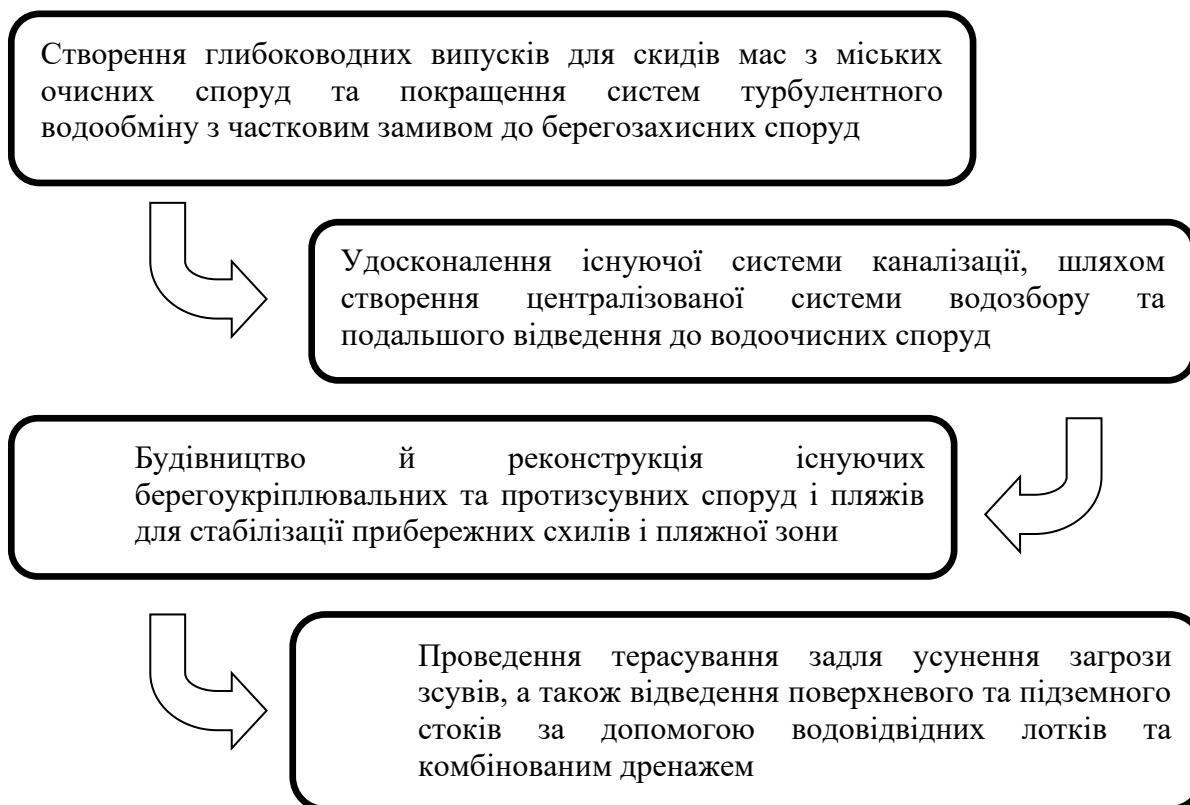 Створення глибоководних випусків для скидів мас з міських
очисних споруд та покращення систем турбулентного
водообміну з частковим замивом до берегозахисних споруд
Удосконалення існуючої системи каналізації, шляхом
створення централізованої системи водозбору та
подальшого відведення до водоочисних споруд
Будівництво й реконструкція існуючих
берегоукріплювальних та протизсувних споруд і пляжів
для стабілізації прибережних схилів і пляжної зони
Проведення терасування задля усунення загрози
зсувів, а також відведення поверхневого та підземного
стоків за допомогою водовідвідних лотків та
комбінованим дренажем